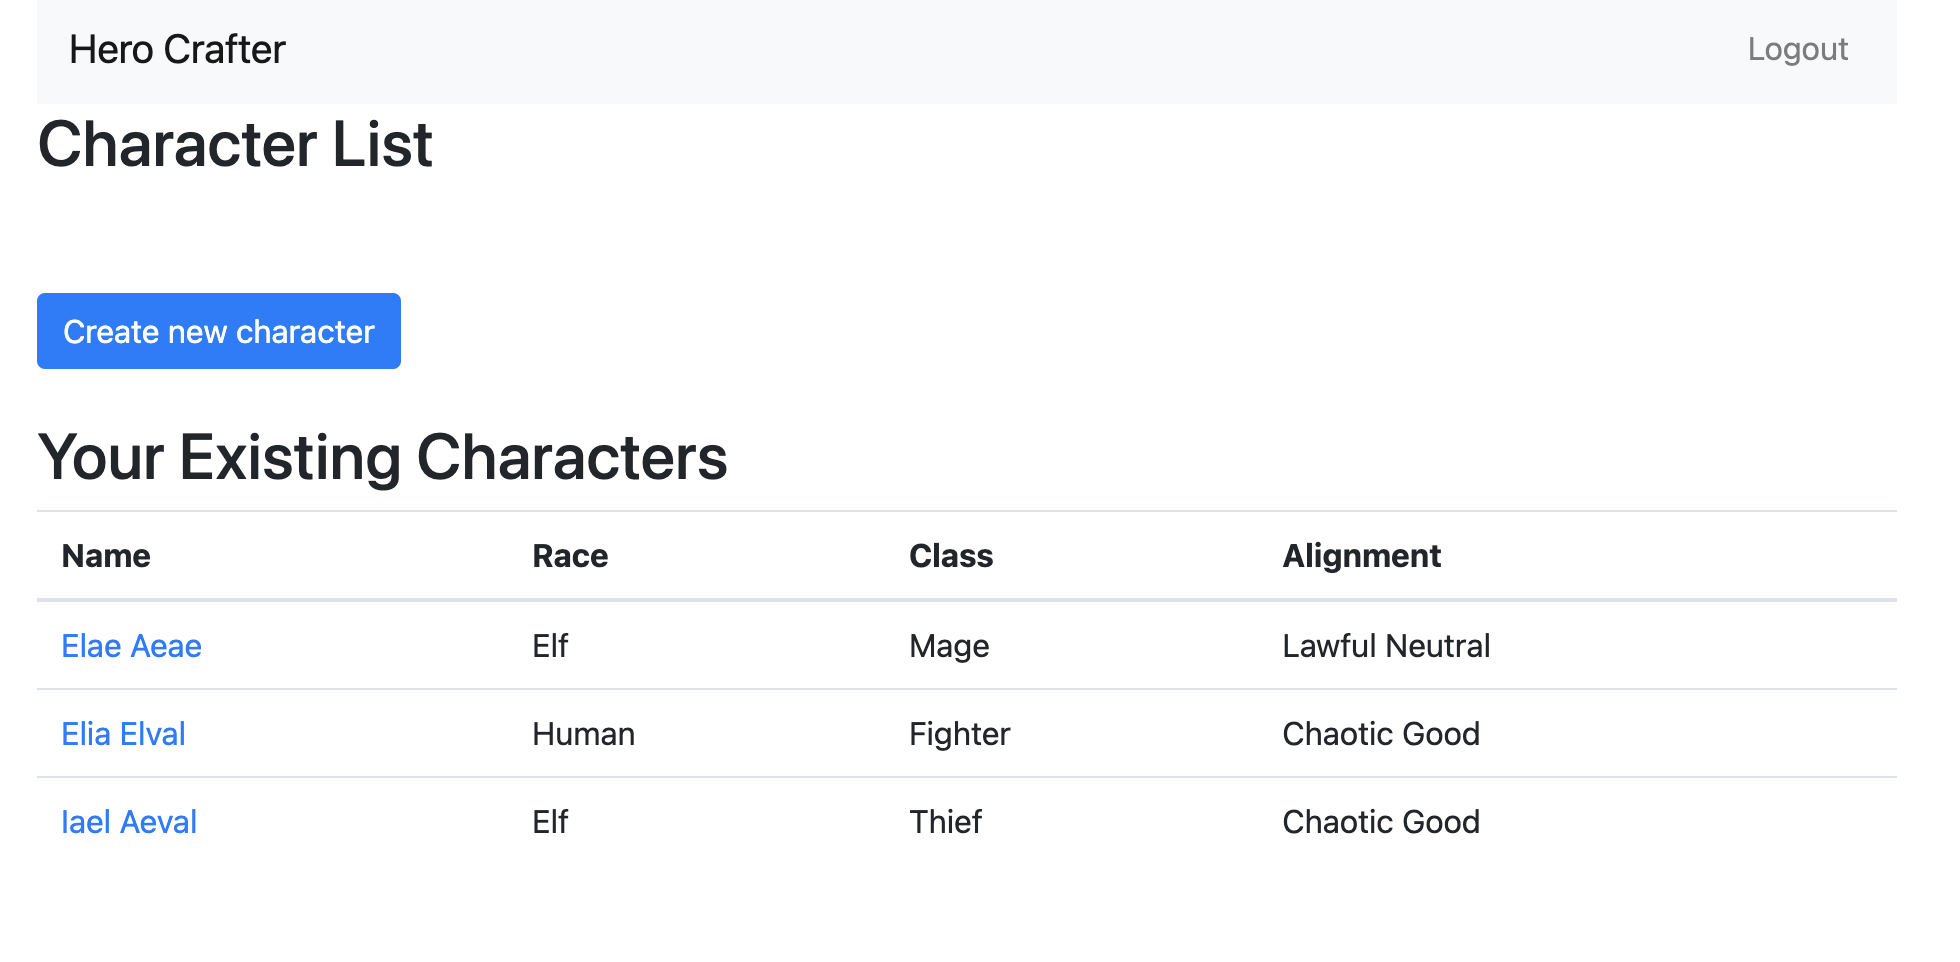 Hero Crafter Logout
Character List
Create new character
Your Existing Characters
Name Race Class Alignment
Elae Aeae Elf Mage Lawful Neutral
Elia Elval Human Fighter Chaotic Good
Iael Aeval Elf Thief Chaotic Good